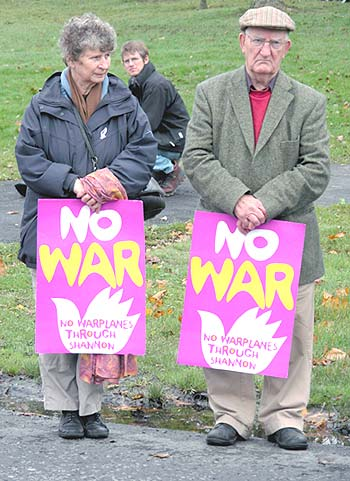 NO
WAR
NO WARPLANES
THROUGH
SHANNON
NO
WAR
NO WARPLANES
THROUGH
SHANNON